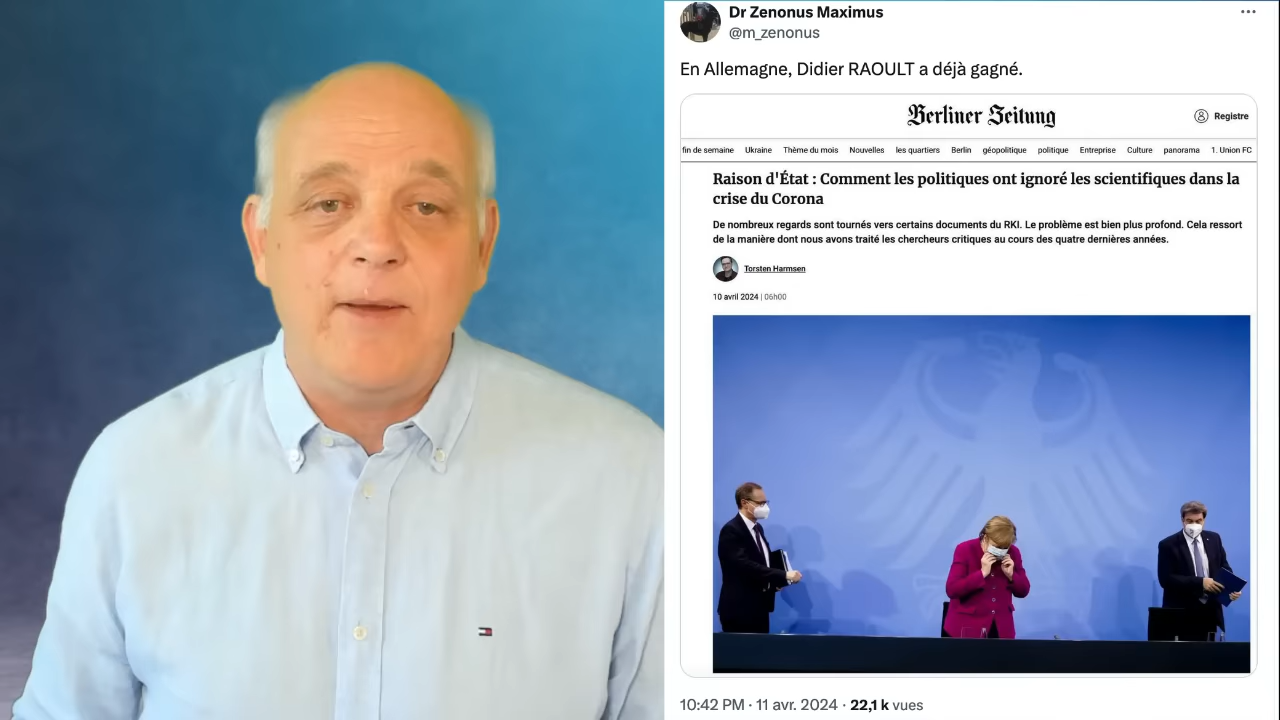 Dr Zenonus Maximus
@m_zenonus
En Allemagne, Didier RAOULT a déjà gagné.
Berliner Zeitung
Registre
fin de semaine Ukraine Thème du mois Nouvelles les quartiers Berlin géopolitique politique Entreprise Culture panorama 1. Union FC
Raison d'État : Comment les politiques ont ignoré les scientifiques dans la
crise du Corona
De nombreux regards sont tournés vers certains documents du RKI. Le problème est bien plus profond. Cela ressort
de la manière dont nous avons traité les chercheurs critiques au cours des quatre dernières années.
Torsten Harmsen
10 avril 2024 | 06h00
10:42 PM · 11 avr. 2024 · 22,1 k vues